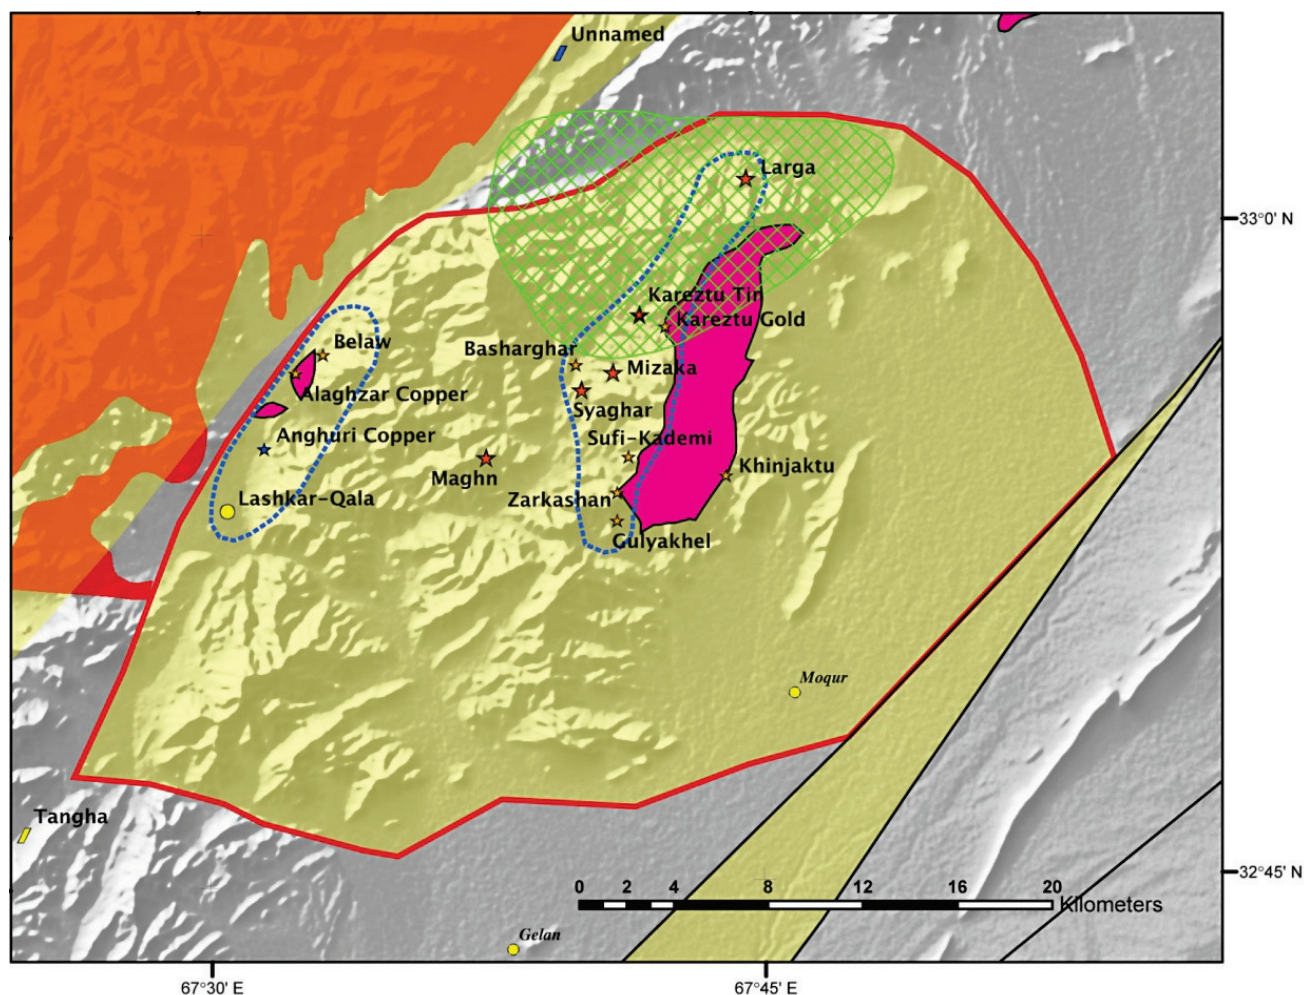 Unnamed
Larga
33°0' N
Kareztu Tin
Kareztu Gold
Belaw
Basharghar
Mizaka
Alaghzar Copper
Syaghar
Anghuri Copper
Sufi-Kademi
Maghn
Khinjaktu
Lashkar-Qala
Zarkashan
Gulyakhel
Moqur
Tangha
32°45' N
0 2 4 8 12 16 20
Kilometers
Gelan
67°30' E
67°45' E